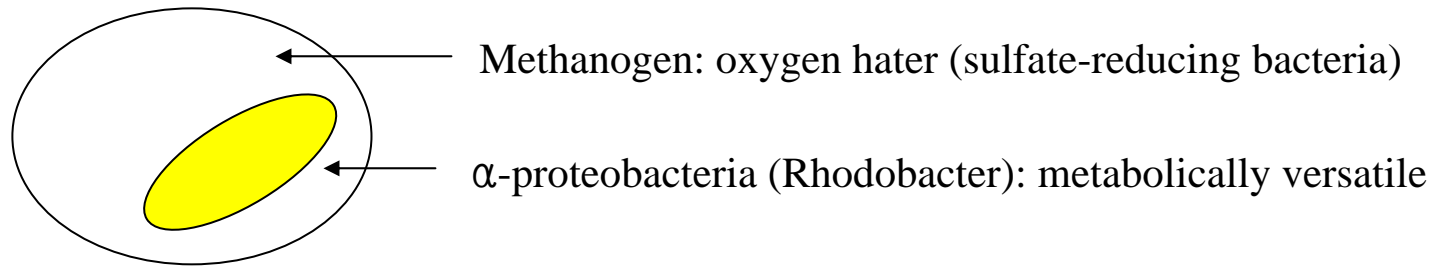 Methanogen: oxygen hater (sulfate-reducing bacteria)
α-proteobacteria (Rhodobacter): metabolically versatile